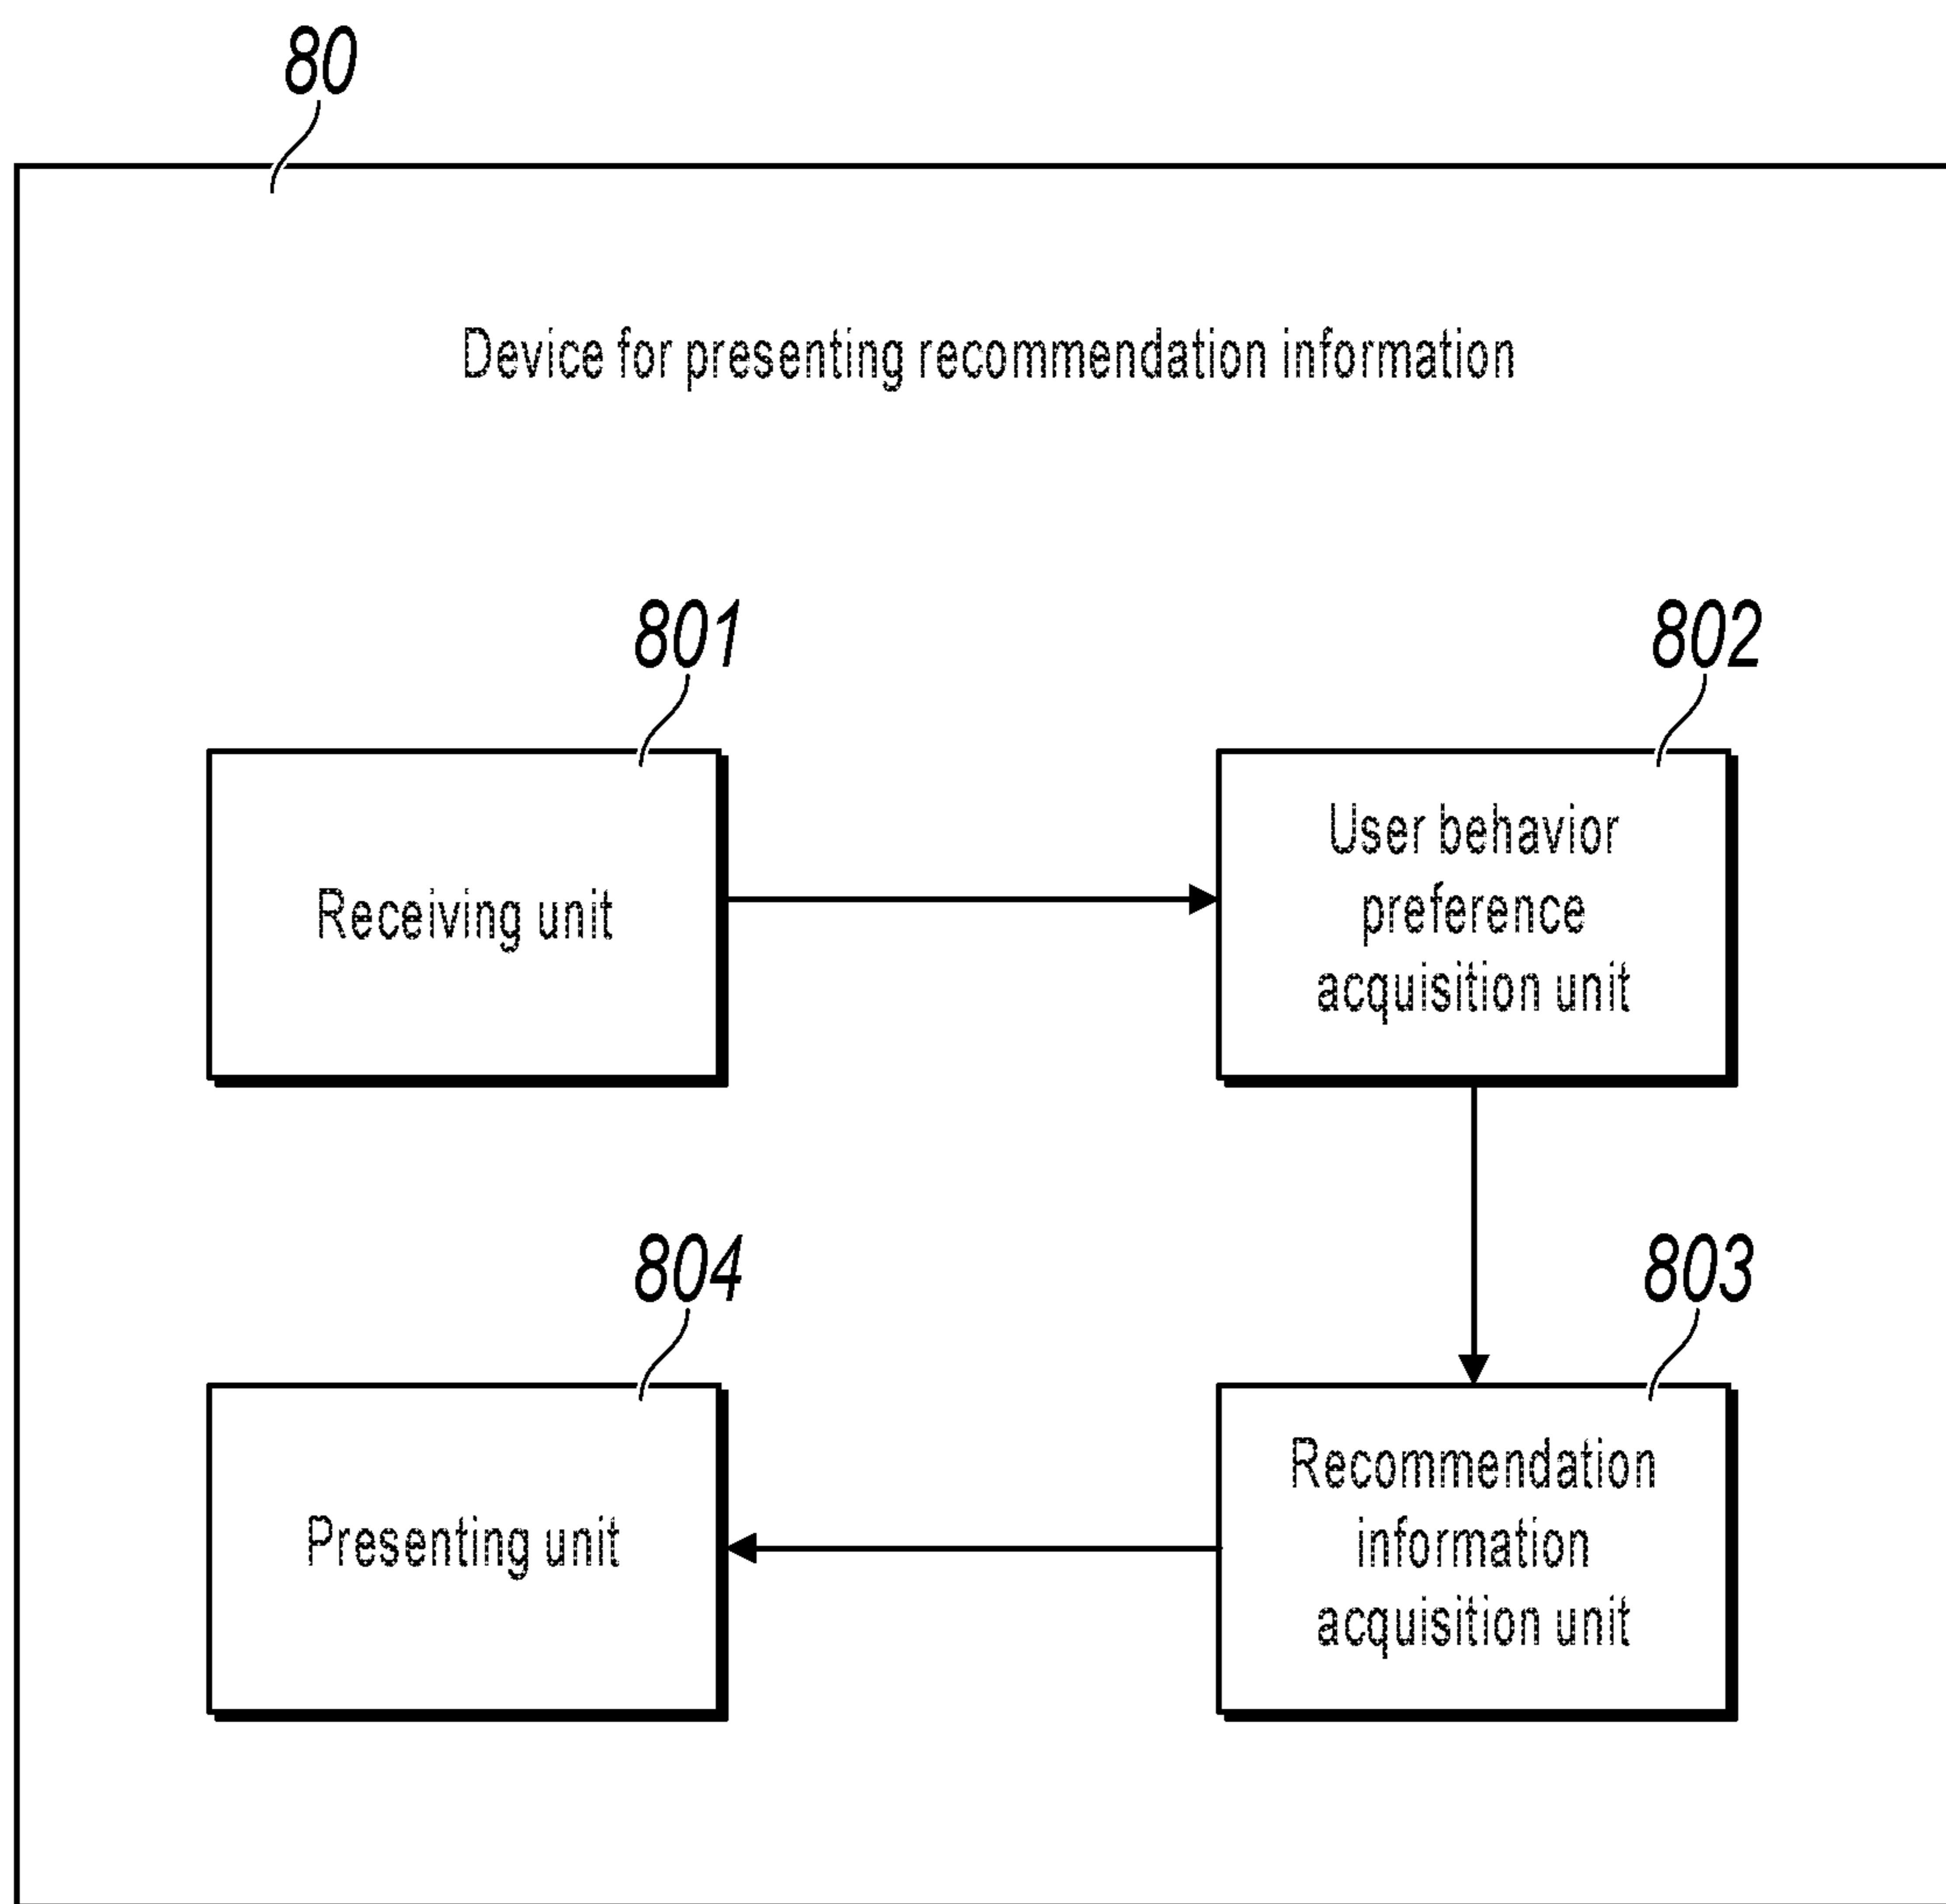 80
Device for presenting recommendation information
801
802
Receiving unit
User behavior
preference
acquisition unit
804
803
Presenting unit
Recommendation
information
acquisition unit